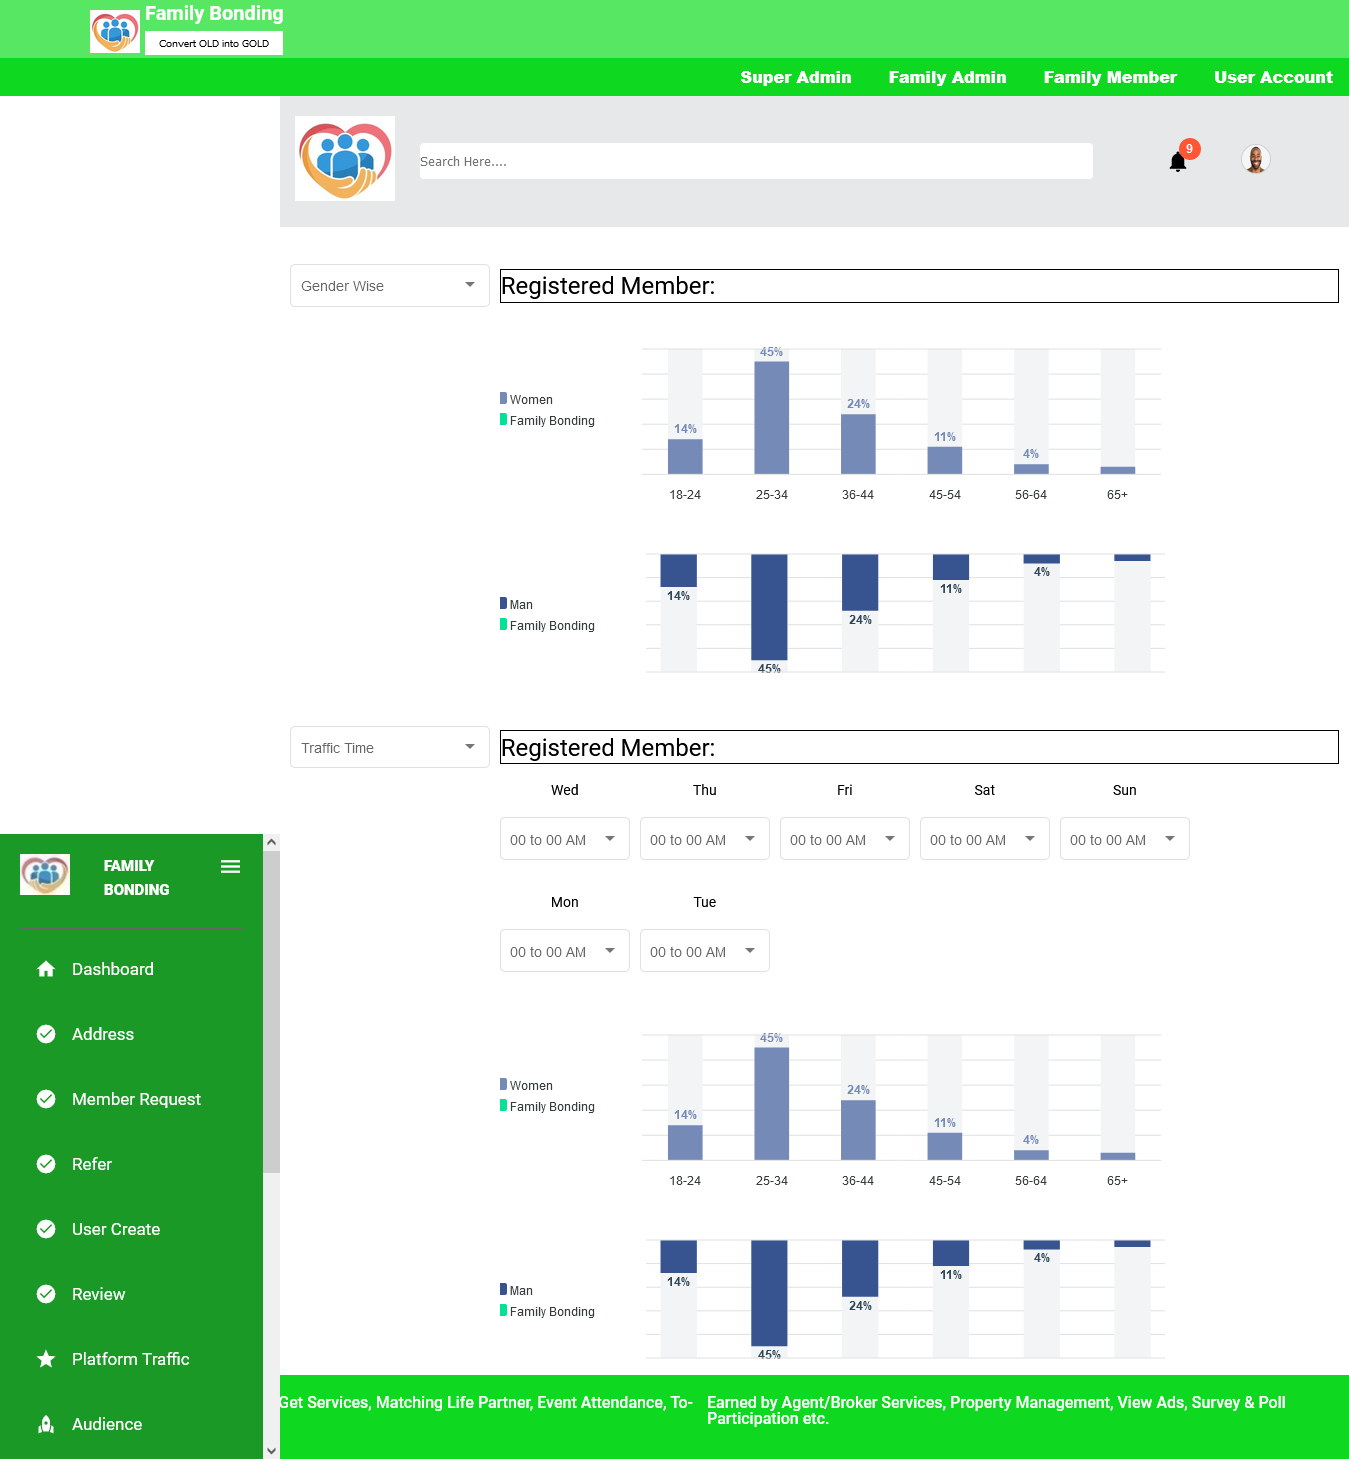 Family Bonding
Convert OLD into GOLD
Super Admin Family Admin Family Member User Account
Search Here....
9
Gender Wise
Registered Member:
45%
24%
14%
11%
4%
Women
Family Bonding
18-24 25-34 36-44 45-54 56-64 65+
Man
Family Bonding
14%
45%
24%
11%
4%
Traffic Time
Registered Member:
Wed Thu Fri Sat Sun
00 to 00 AM 00 to 00 AM 00 to 00 AM 00 to 00 AM 00 to 00 AM
Mon Tue
00 to 00 AM 00 to 00 AM
45%
24%
14%
11%
4%
Women
Family Bonding
18-24 25-34 36-44 45-54 56-64 65+
Man
Family Bonding
14%
45%
24%
11%
4%
FAMILY
BONDING
Dashboard
Address
Member Request
Refer
User Create
Review
Platform Traffic
Audience
Get Services, Matching Life Partner, Event Attendance, To-
Earned by Agent/Broker Services, Property Management, View Ads, Survey & Poll
Participation etc.